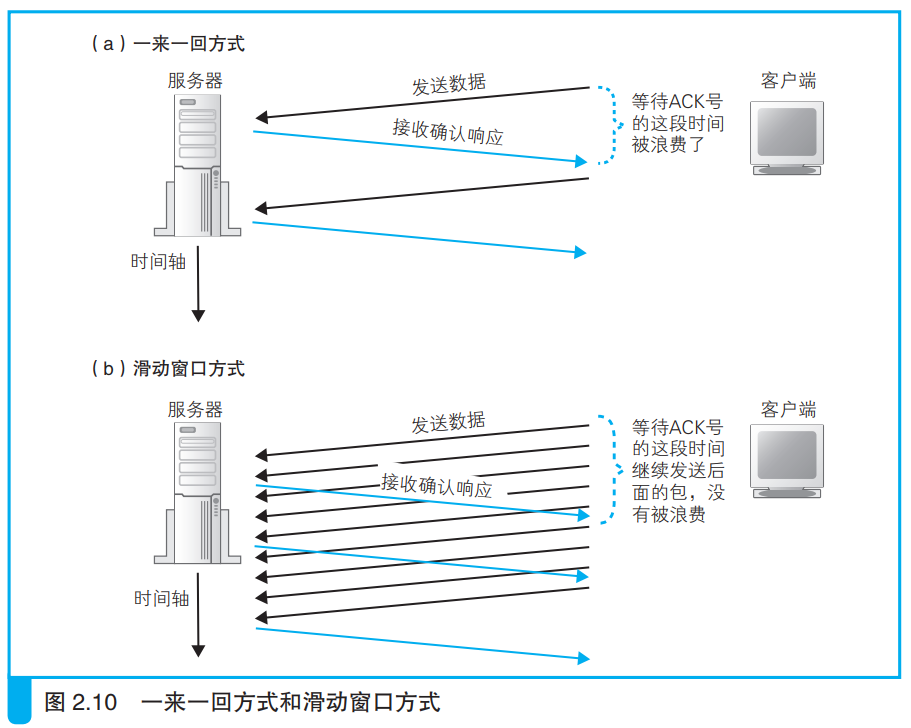 （a）一来一回方式
服务器
发送数据
客户端
等待ACK号
的这段时间
被浪费了
接收确认响应
时间轴
（b）滑动窗口方式
服务器
发送数据
客户端
等待ACK号
的这段时间
继续发送后
面的包，没
有被浪费
接收确认响应
时间轴
图 2.10 一来一回方式和滑动窗口方式